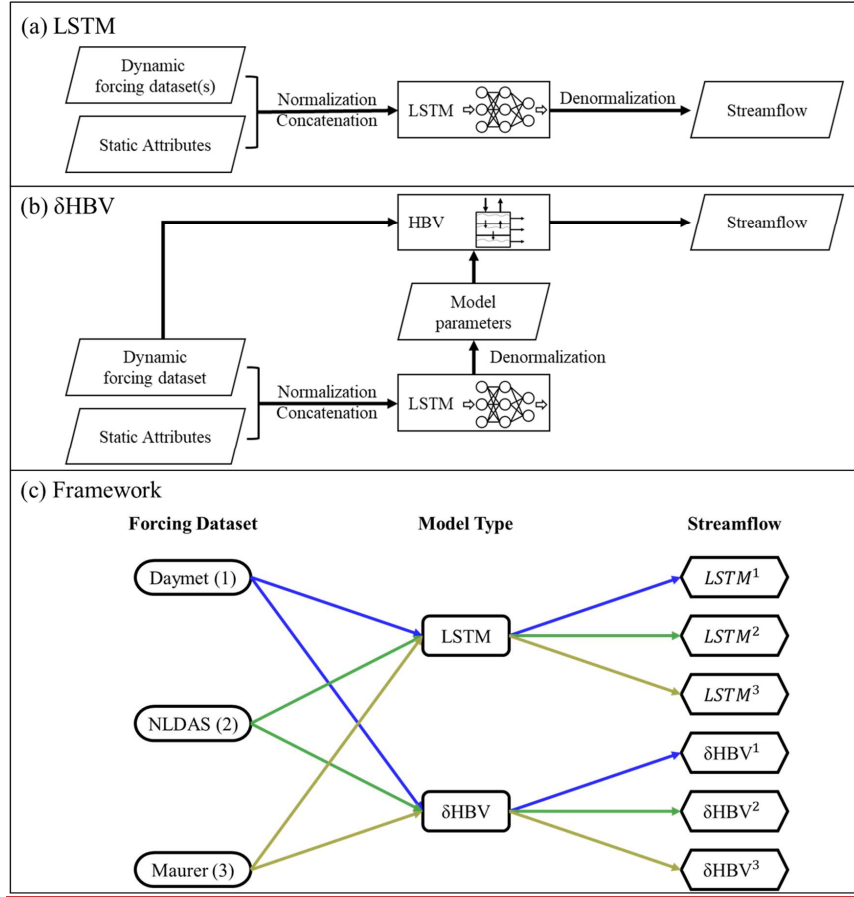 (a) LSTM
Dynamic
forcing dataset(s)
Static Attributes
Normalization
Concatenation
LSTM
Denormalization
Streamflow
(b) δHBV
HBV
Streamflow
Model
parameters
Denormalization
Dynamic
forcing dataset
Static Attributes
Normalization
Concatenation
LSTM
(c) Framework
Forcing Dataset
Model Type
Streamflow
Daymet (1)
NLDAS (2)
Maurer (3)
LSTM
δHBV
LSTM¹
LSTM²
LSTM³
δHBV¹
δHBV²
δHBV³